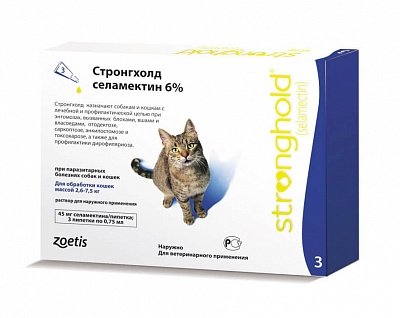 3
Стронгхолд
селамектин 6%
Стронгхолд назначают собакам и кошкам с
лечебной и профилактической целью при
энтомозах, вызванных блохами, вшами и
власоедами, отодектозе,
саркоптозе, анкилостомозе и
токсокарозе, а также для
профилактики дирофиляриоза.
при паразитарных
болезнях собак и кошек
Для обработки кошек
массой 2,6-7,5 кг
раствор для наружного применения
45 мг селамектина/пипетка;
3 пипетки по 0,75 мл
zoetis
Наружно
Для ветеринарного применения
stronghold®
(selamectin)
3